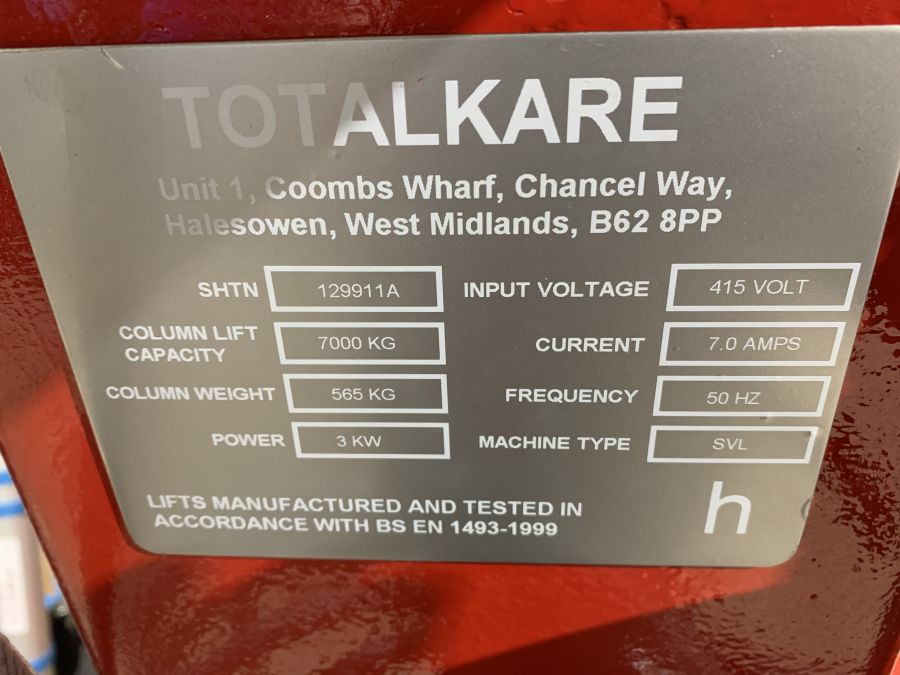 TOTALKARE
Unit 1, Coombs Wharf, Chancel Way,
Halesowen, West Midlands, B62 8PP
SHTN 129911A INPUT VOLTAGE 415 VOLT
COLUMN LIFT
CAPACITY 7000 KG CURRENT 7.0 AMPS
COLUMN WEIGHT 565 KG FREQUENCY 50 HZ
POWER 3 KW MACHINE TYPE SVL
LIFTS MANUFACTURED AND TESTED IN
ACCORDANCE WITH BS EN 1493-1999
h